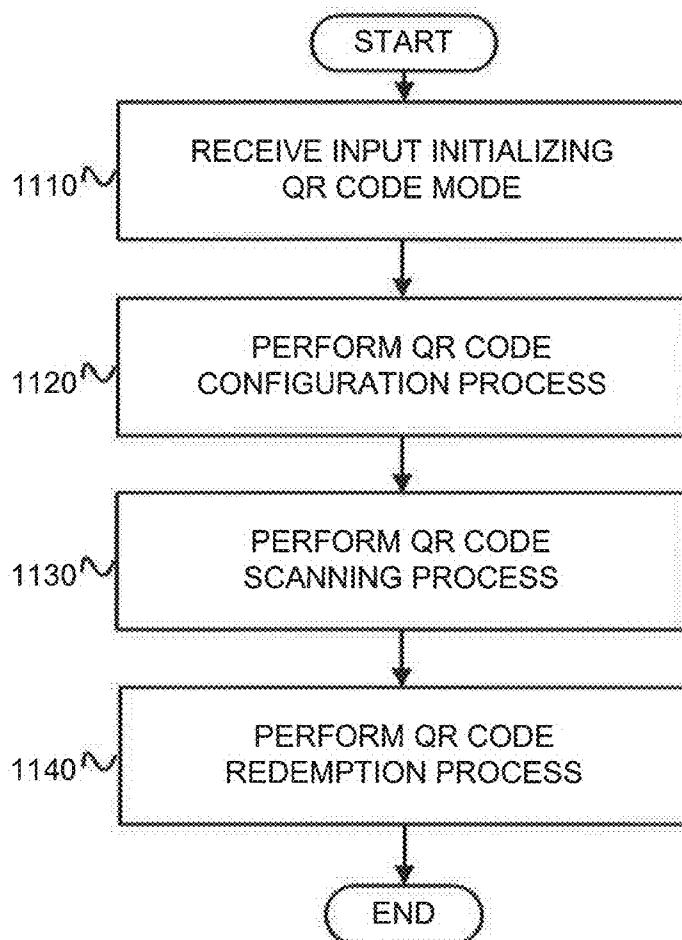 START
RECEIVE INPUT INITIALIZING
QR CODE MODE
1110
PERFORM QR CODE
CONFIGURATION PROCESS
1120
PERFORM QR CODE
SCANNING PROCESS
1130
PERFORM QR CODE
REDEMPTION PROCESS
1140
END